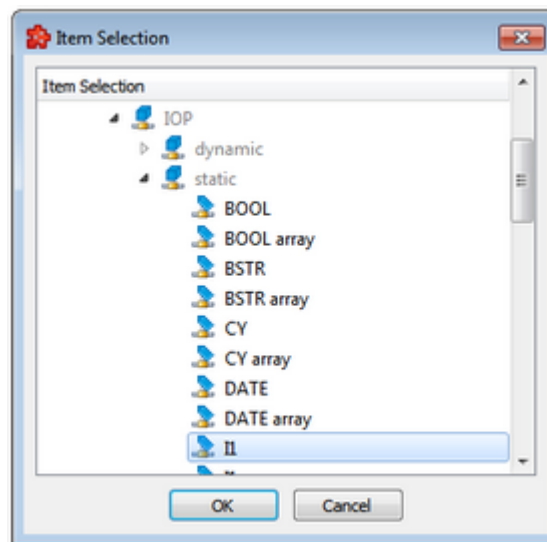 Item Selection
Item Selection
IOP
dynamic
static
BOOL
BOOL array
BSTR
BSTR array
CY
CY array
DATE
DATE array
I1
OK Cancel